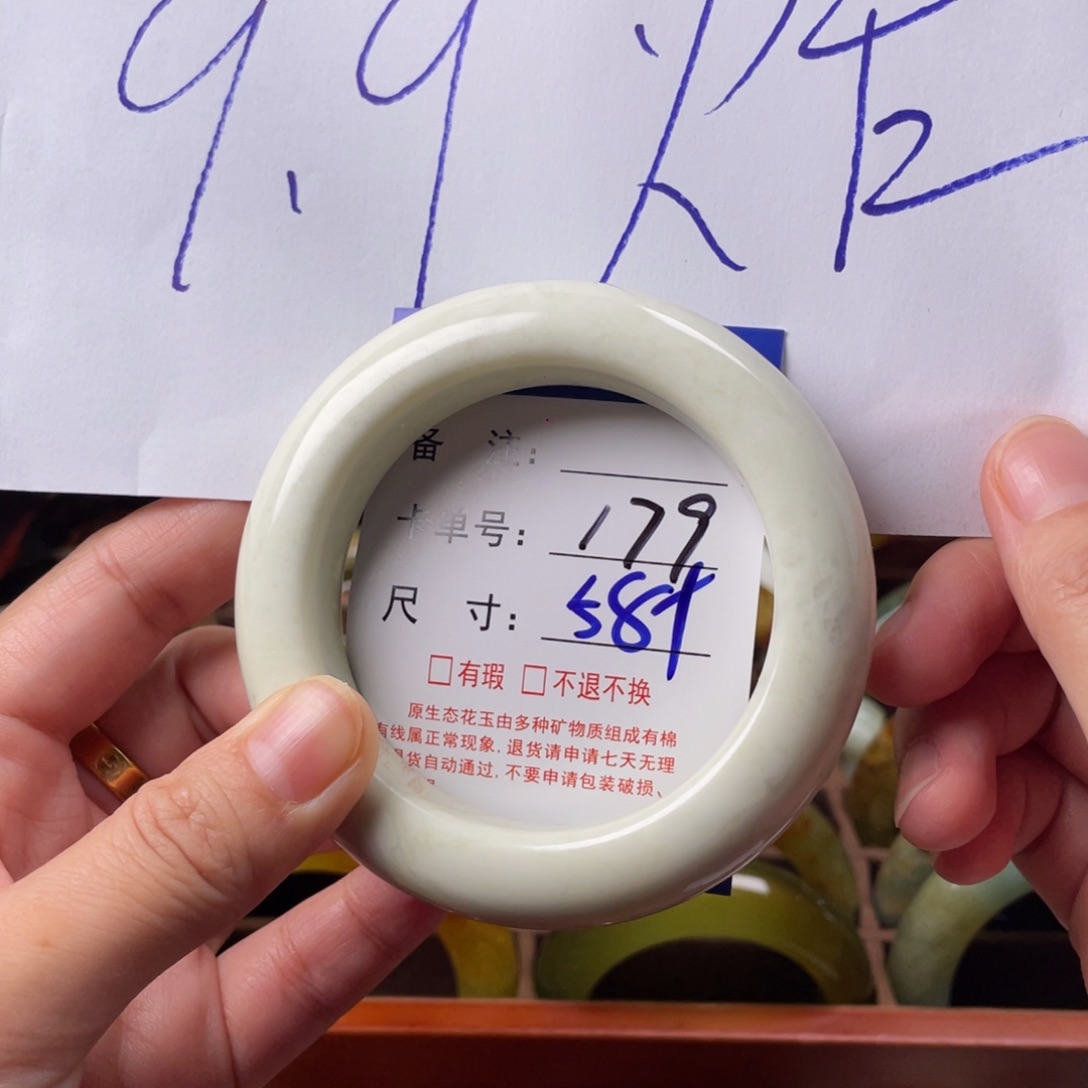 9.9 炸
备 注:
卡单号: 179
尺 寸: 589
□有瑕 □不退不换
原生态花玉由多种矿物质组成有棉
有线属正常现象, 退货请申请七天无理
退货自动通过, 不要申请包装破损、